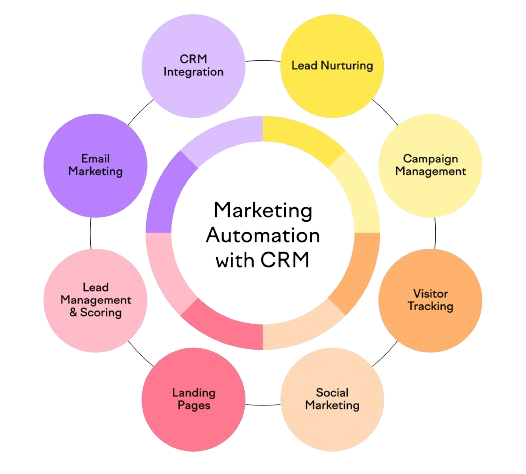 CRM
Integration
Lead Nurturing
Email
Marketing
Campaign
Management
Marketing
Automation
with CRM
Lead
Management
& Scoring
Visitor
Tracking
Landing
Pages
Social
Marketing